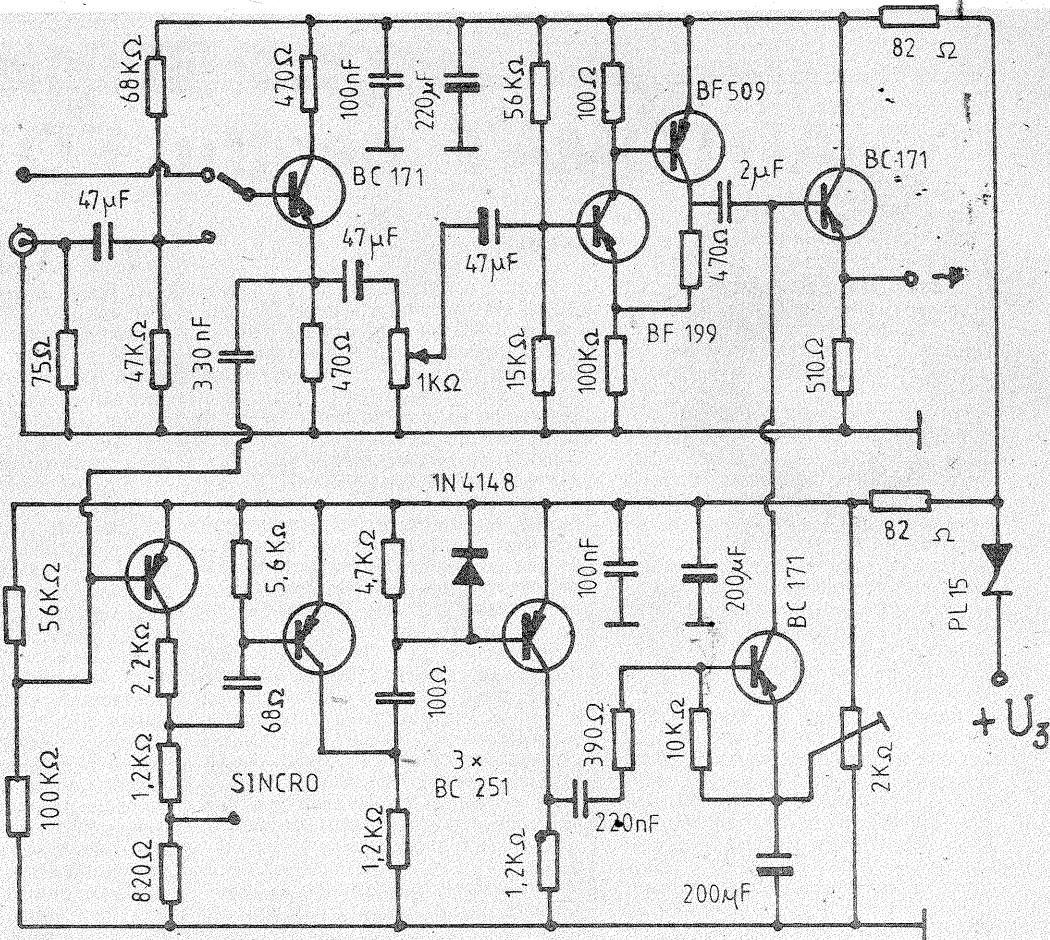 68KΩ
470Ω
100nF
220µF
56KΩ
100Ω
BF509
82 Ω
BC 171
47µF
47µF
47µF
2µF
BC171
470Ω
BF 199
75Ω
47KΩ
330nF
470Ω
1KΩ
15KΩ
100KΩ
510Ω
1N4148
82 Ω
56KΩ
5,6KΩ
4,7KΩ
100nF
200µF
BC 171
PL15
2,2KΩ
68Ω
100Ω
390Ω
10KΩ
+ U3
100KΩ
1,2KΩ
SINCRO
3×
BC 251
2KΩ
820Ω
1,2KΩ
1,2KΩ
220nF
200µF